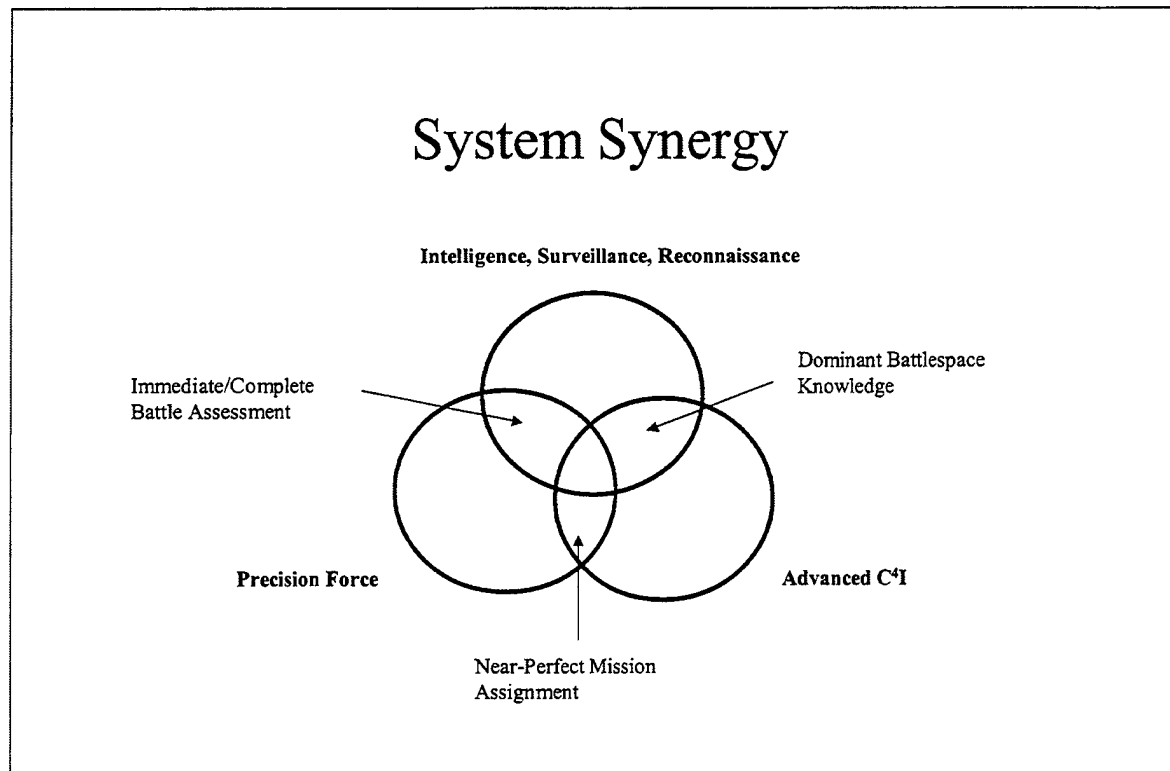 System Synergy
Intelligence, Surveillance, Reconnaissance
Immediate/Complete
Battle Assessment
Dominant Battlespace
Knowledge
Precision Force
Advanced C⁴I
Near-Perfect Mission
Assignment